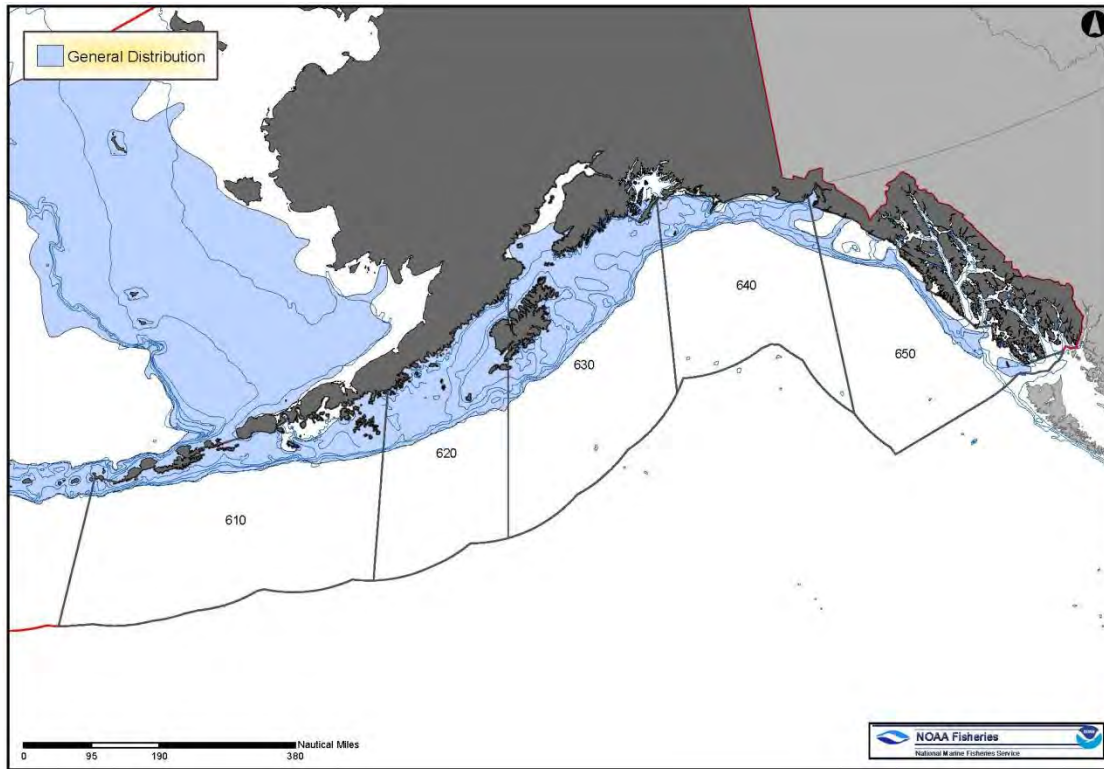 General Distribution
640
650
630
620
610
Nautical Miles
0 95 190 380
NOAA Fisheries
National Marine Fisheries Service